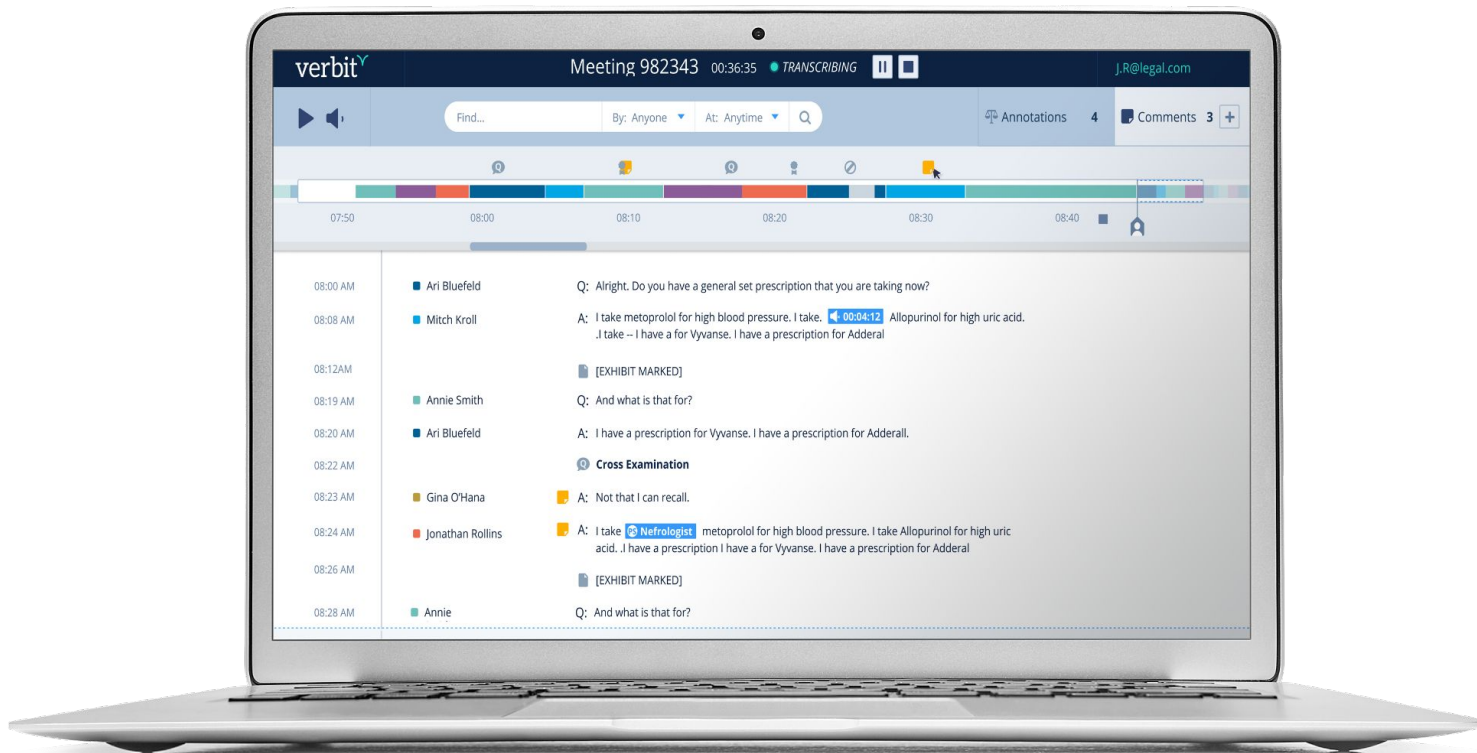 verbit
Meeting 982343 00:36:35 TRANSCRIBING J.R@legal.com
Find... By: Anyone At: Anytime Annotations 4 Comments 3 +
07:50 08:00 08:10 08:20 08:30 08:40
08:00 AM Ari Bluefeld Q: Alright. Do you have a general set prescription that you are taking now?
08:08 AM Mitch Kroll A: I take metoprolol for high blood pressure. I take. 00:04:12 Allopurinol for high uric acid.
.I take -- I have a for Vyvanse. I have a prescription for Adderal
08:12AM [EXHIBIT MARKED]
08:19 AM Annie Smith Q: And what is that for?
08:20 AM Ari Bluefeld A: I have a prescription for Vyvanse. I have a prescription for Adderall.
08:22 AM Q Cross Examination
08:23 AM Gina O'Hana A: Not that I can recall.
08:24 AM Jonathan Rollins A: I take PS Nefrologist metoprolol for high blood pressure. I take Allopurinol for high uric
acid. .I have a prescription I have a for Vyvanse. I have a prescription for Adderal
08:26 AM [EXHIBIT MARKED]
08:28 AM Annie Q: And what is that for?